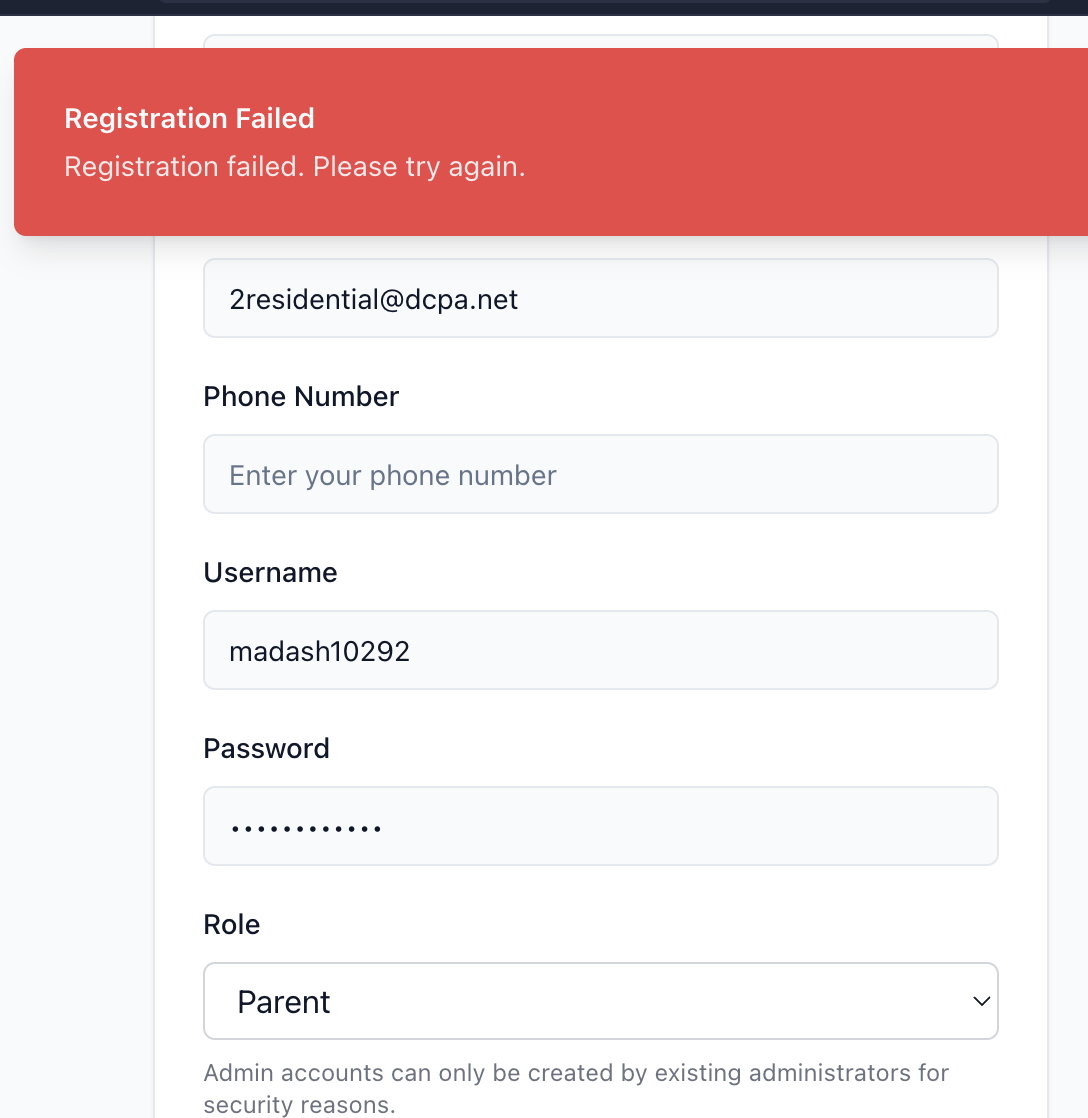 Registration Failed
Registration failed. Please try again.
2residential@dcpa.net
Phone Number
Enter your phone number
Username
madash10292
Password
••••••••••••
Role
Parent
Admin accounts can only be created by existing administrators for
security reasons.